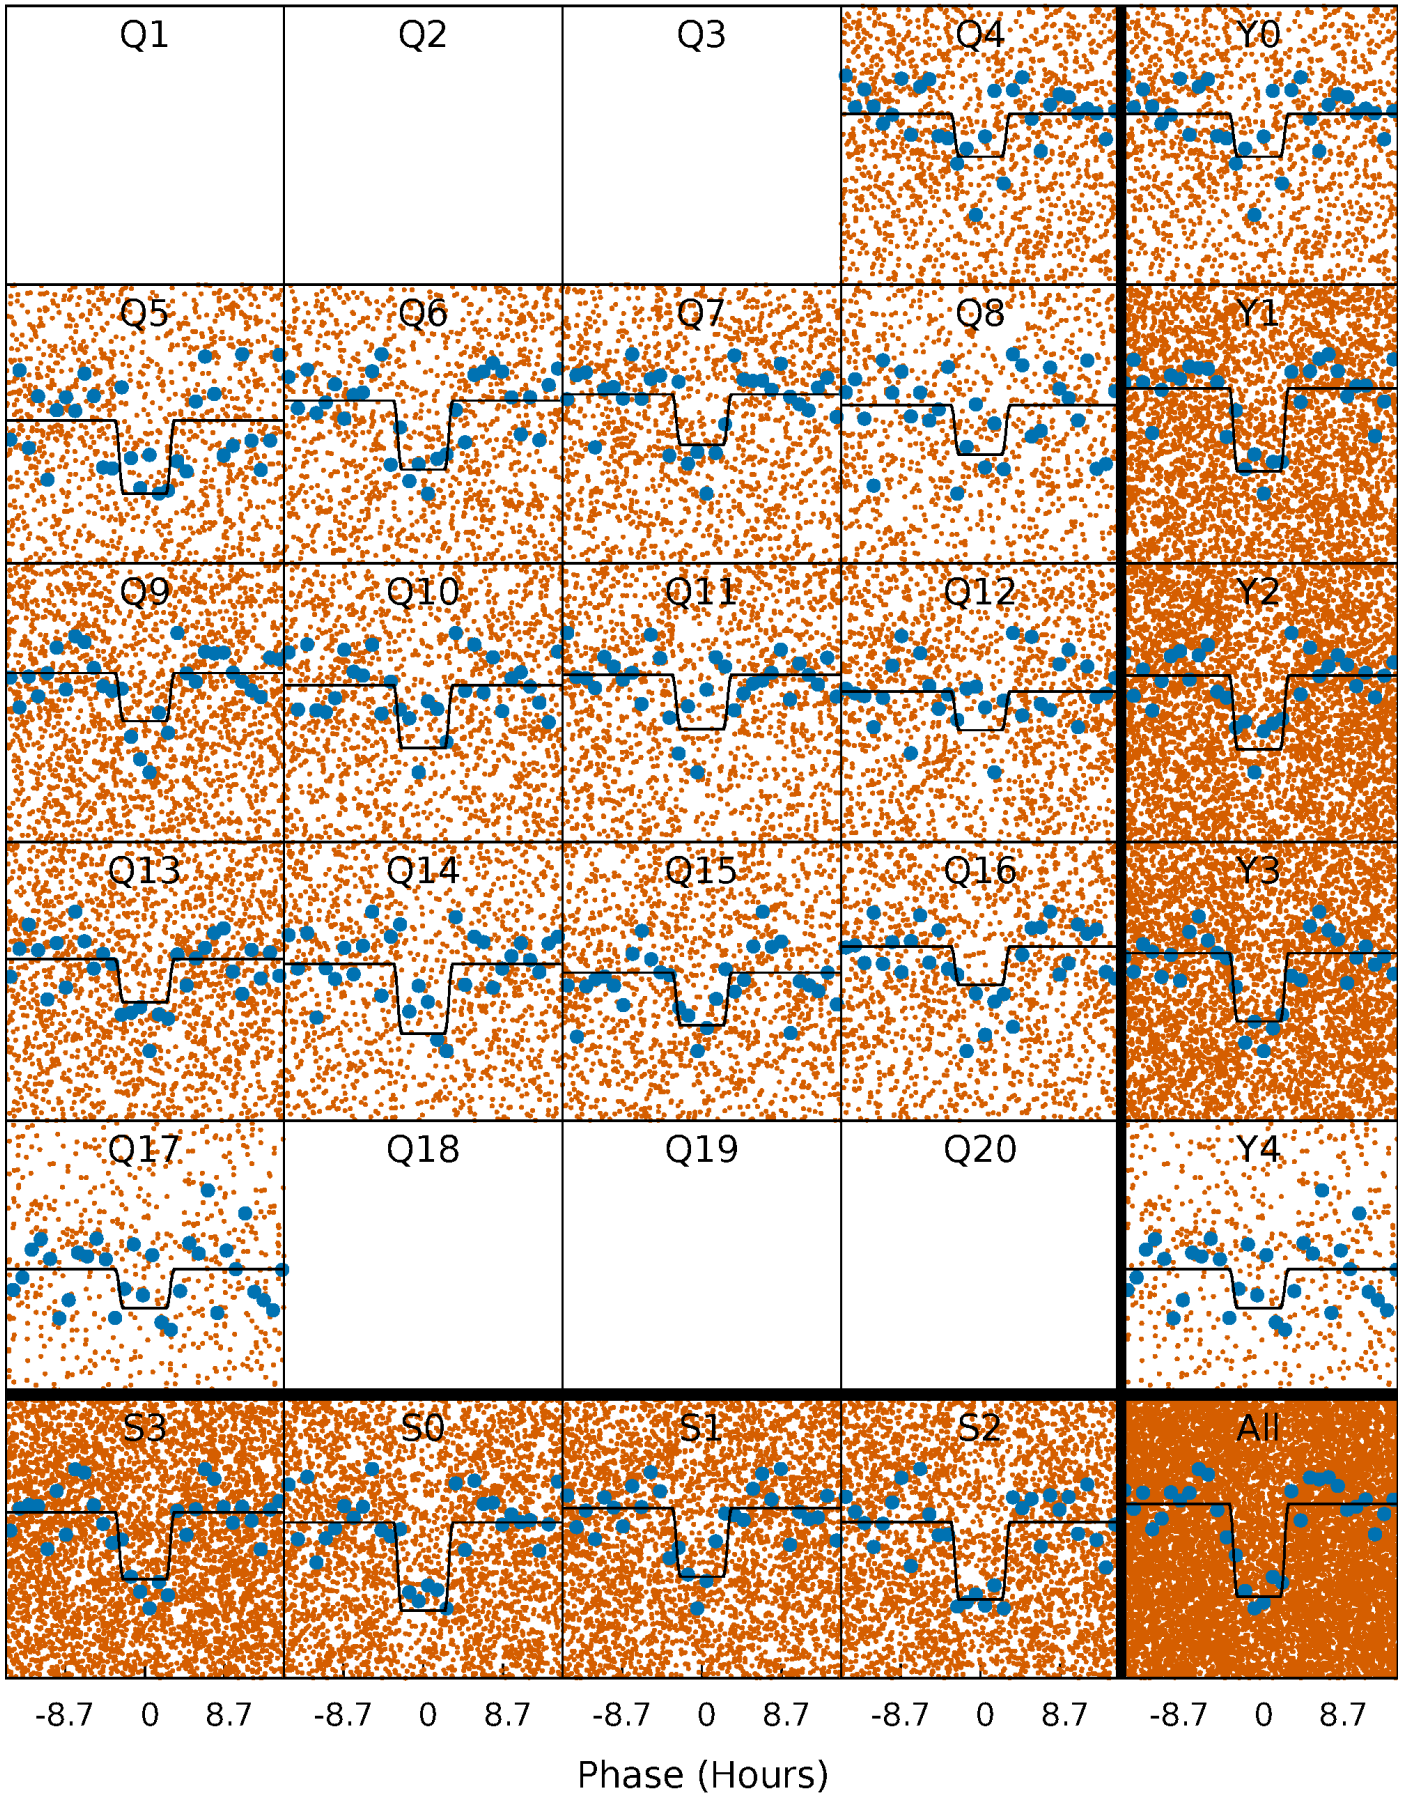 Q1 Q2 Q3 Q4 Y0
Q5 Q6 Q7 Q8 Y1
Q9 Q10 Q11 Q12 Y2
Q13 Q14 Q15 Q16 Y3
Q17 Q18 Q19 Q20 Y4
S3 S0 S1 S2 All
-8.7 0 8.7 -8.7 0 8.7 -8.7 0 8.7 -8.7 0 8.7 -8.7 0 8.7
Phase (Hours)